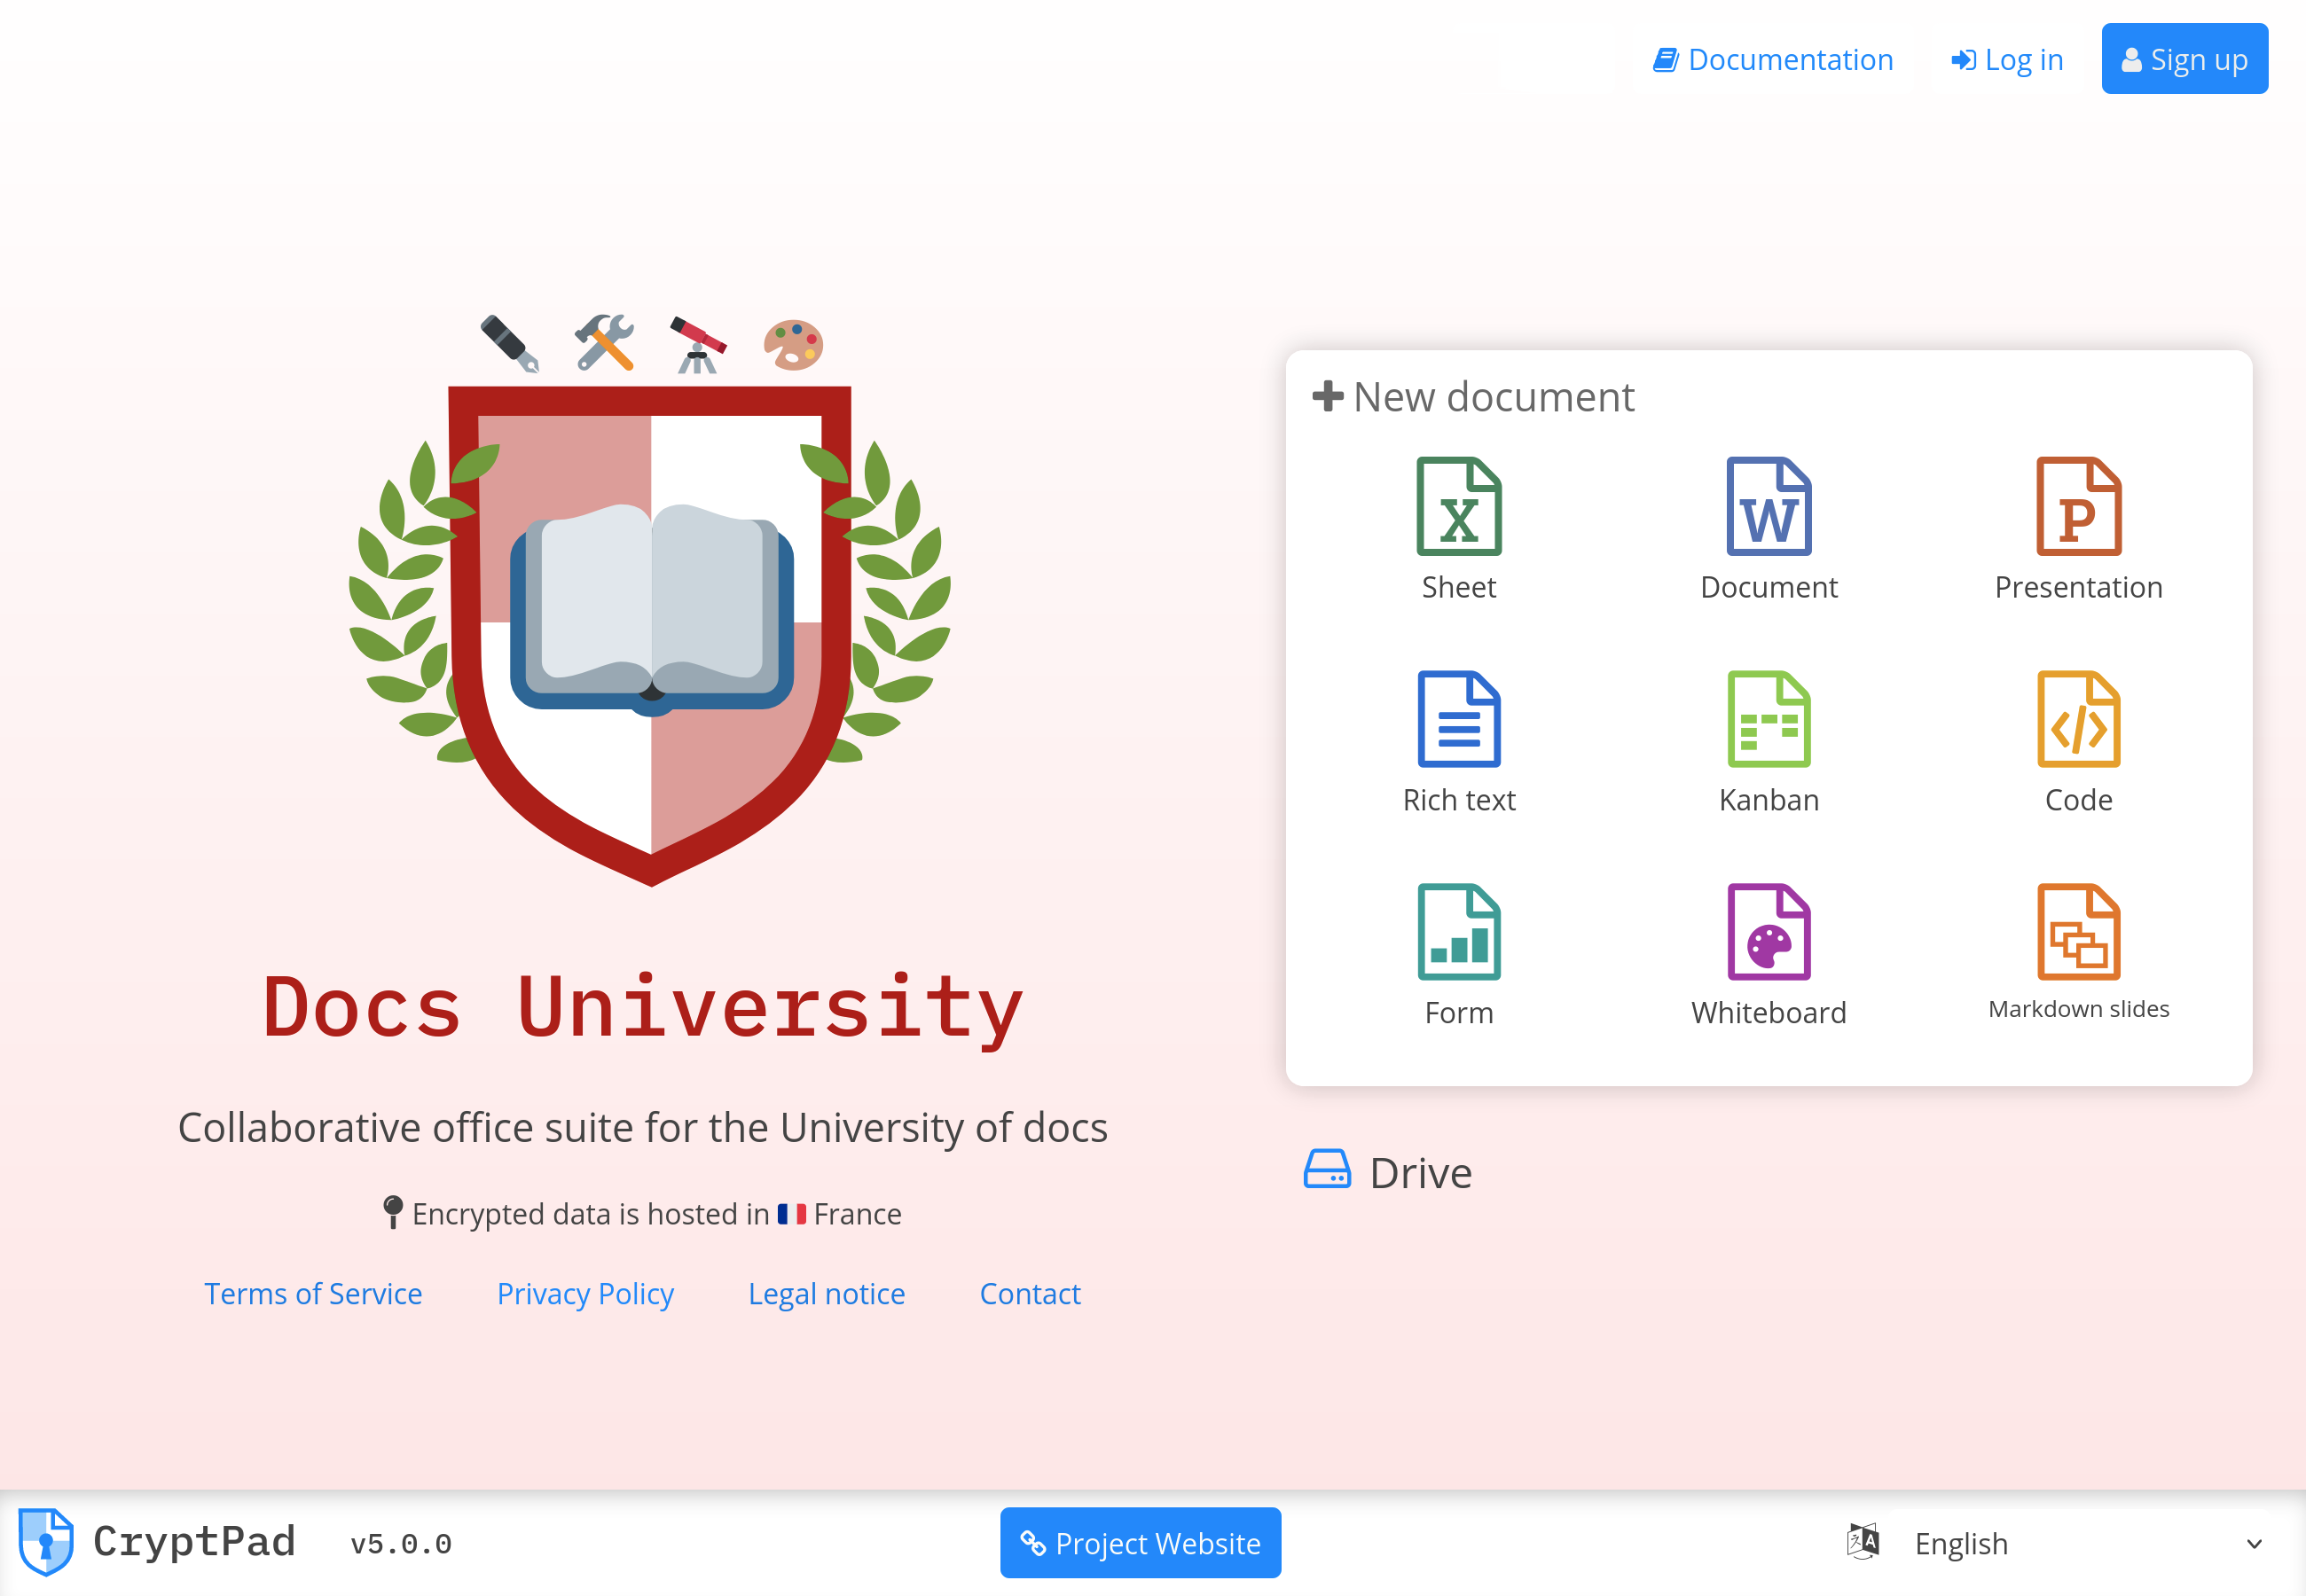 Documentation
Log in
Sign up
New document
X
W
P
Sheet
Document
Presentation
Rich text
Kanban
Code
Form
Whiteboard
Markdown slides
Drive
Docs University
Collaborative office suite for the University of docs
Encrypted data is hosted in 🇫🇷 France
Terms of Service
Privacy Policy
Legal notice
Contact
CryptPad
v5.0.0
Project Website
English